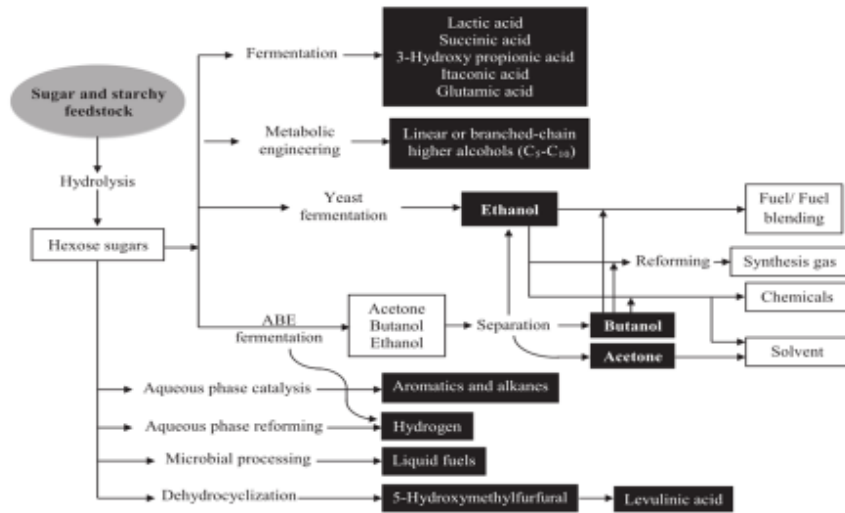 Lactic acid
Succinic acid
3-Hydroxy propionic acid
Itaconic acid
Glutamic acid
Fermentation
Sugar and starchy
feedstock
Metabolic
engineering
Linear or branched-chain
higher alcohols (C₅-C₁₀)
Hydrolysis
Yeast
fermentation
Ethanol
Fuel/ Fuel
blending
Hexose sugars
Reforming
Synthesis gas
Chemicals
ABE
fermentation
Acetone
Butanol
Ethanol
Separation
Butanol
Acetone
Solvent
Aqueous phase catalysis
Aromatics and alkanes
Aqueous phase reforming
Hydrogen
Microbial processing
Liquid fuels
Dehydrocyclization
5-Hydroxymethylfurfural
Levulinic acid